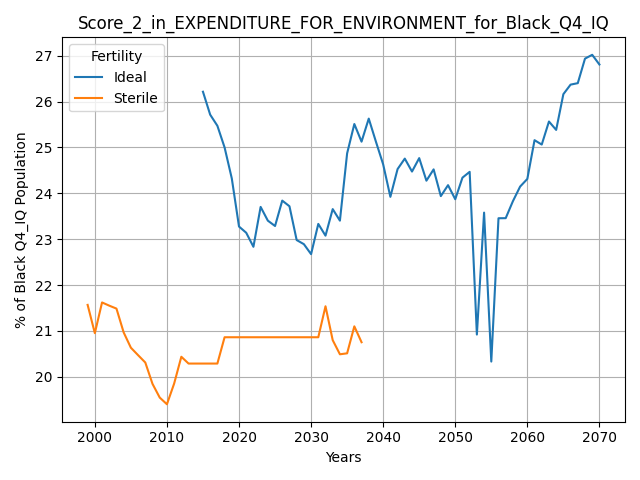 Score_2_in_EXPENDITURE_FOR_ENVIRONMENT_for_Black_Q4_IQ
Fertility
Ideal
Sterile
% of Black Q4_IQ Population
27
26
25
24
23
22
21
20
2000 2010 2020 2030 2040 2050 2060 2070
Years